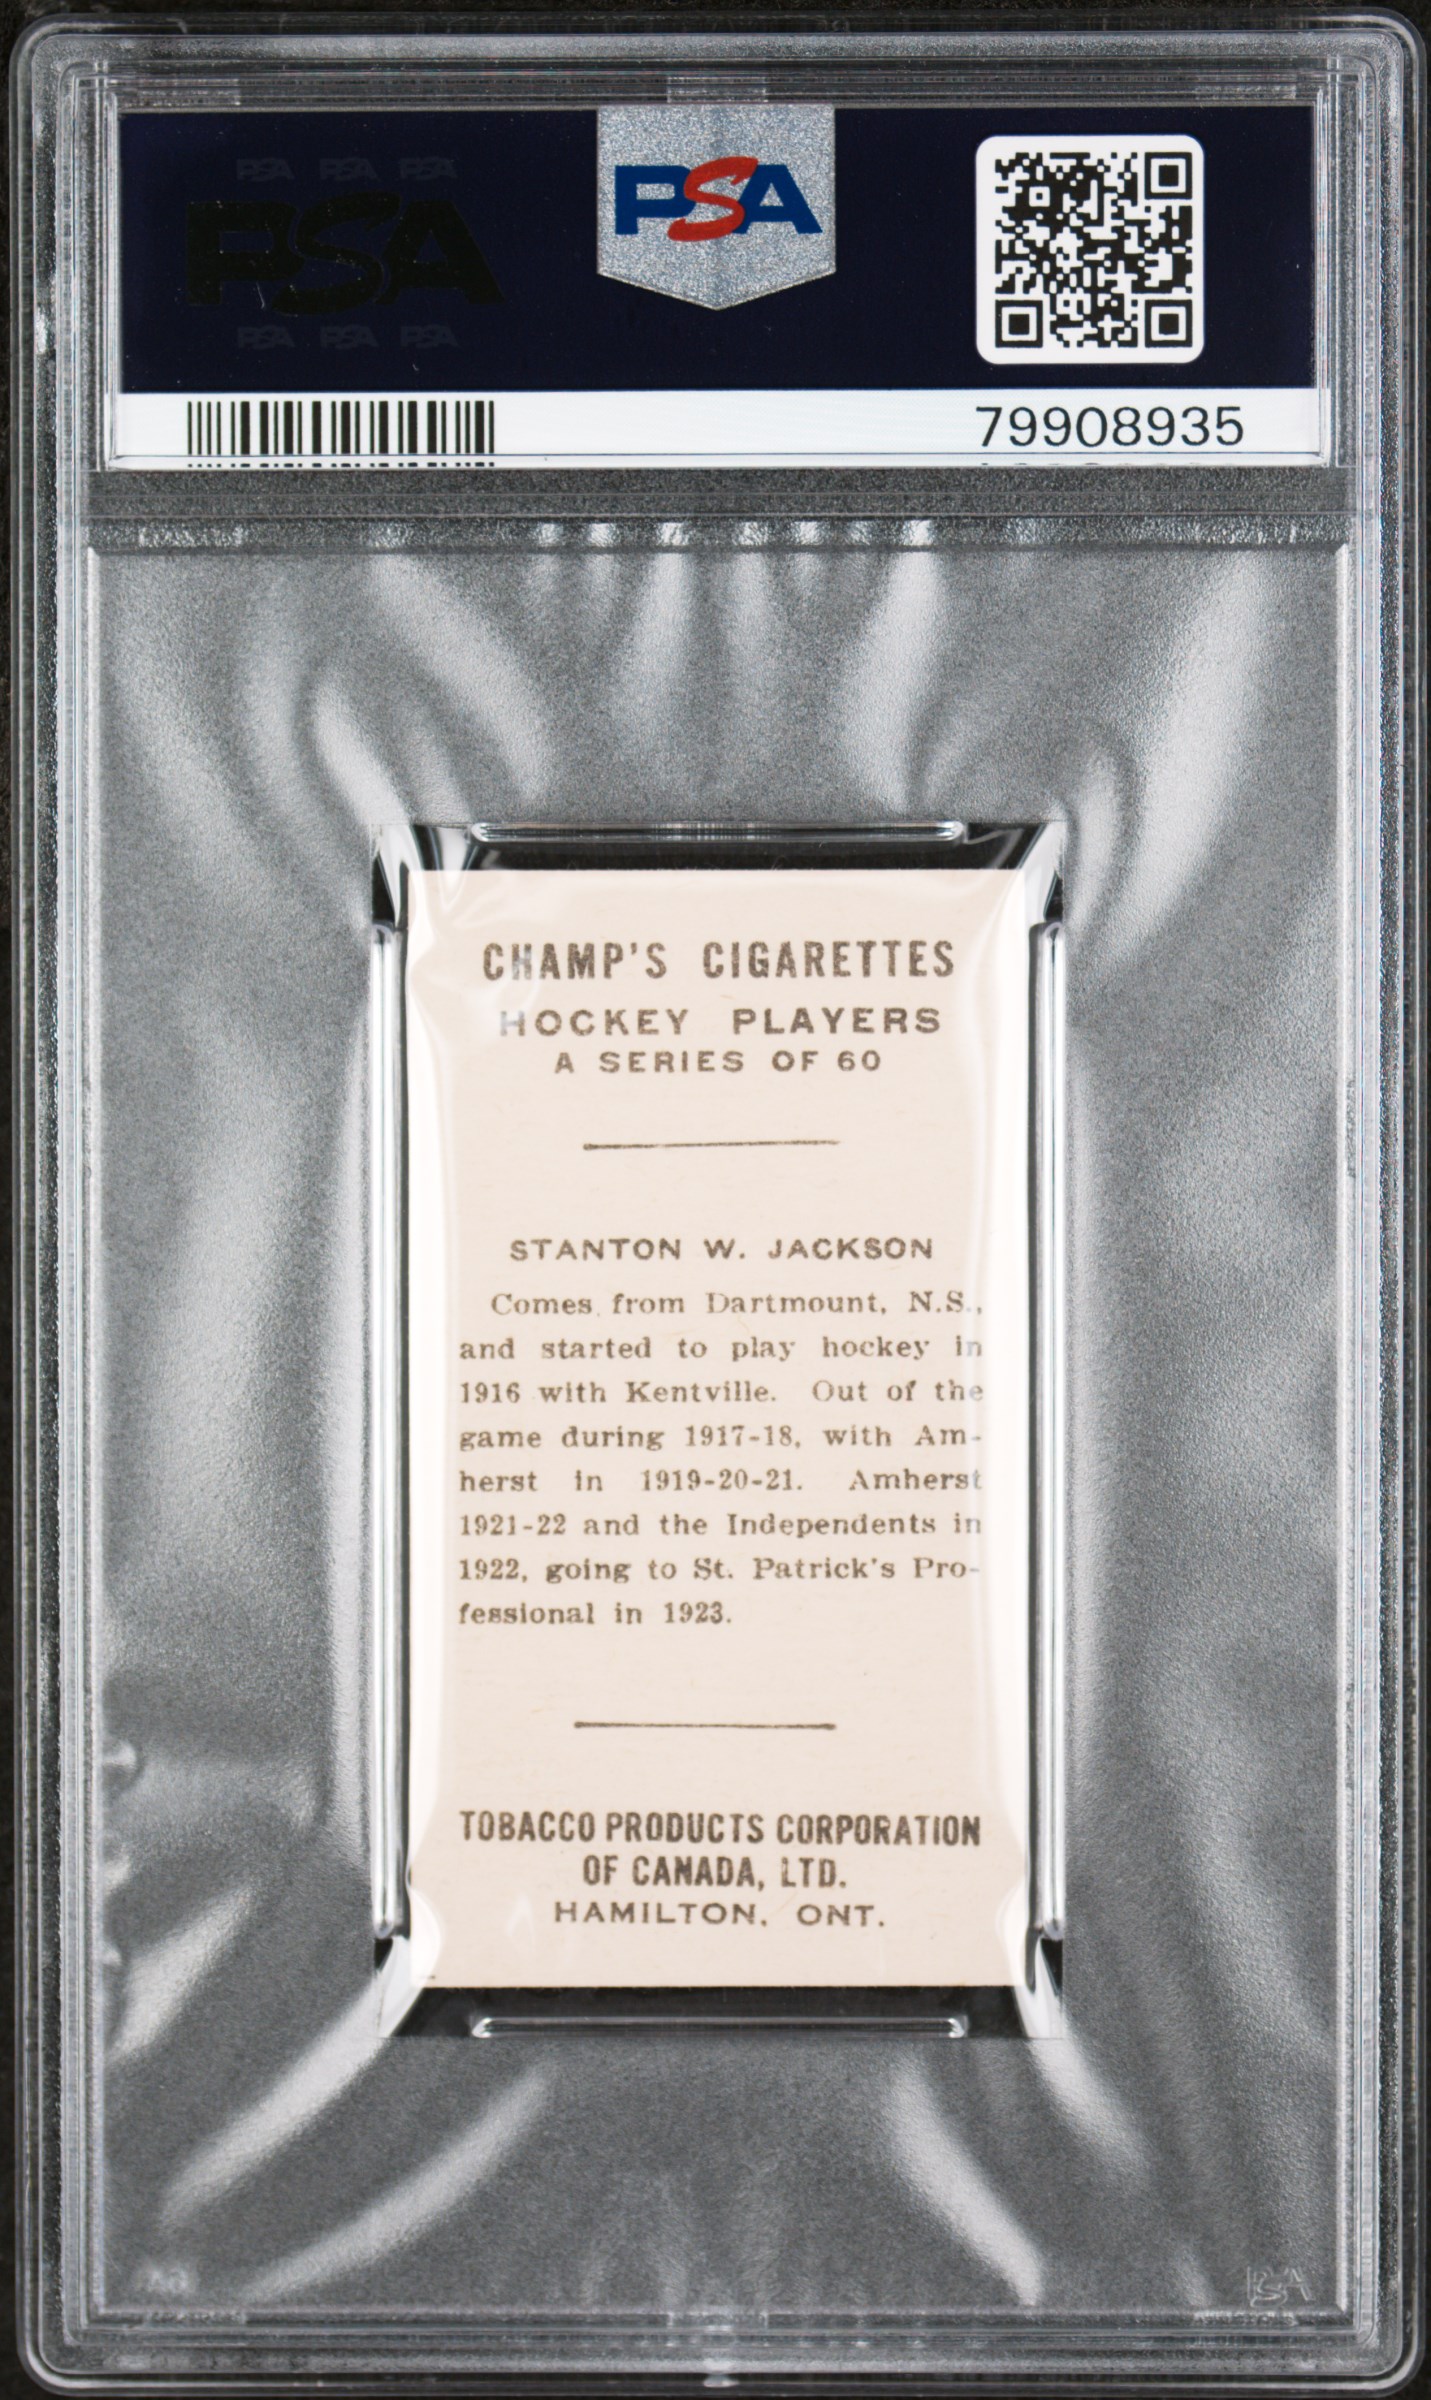 PSA PSA PSA
PSA
PSA PSA PSA
PSA
79908935
CHAMP'S CIGARETTES
HOCKEY PLAYERS
A SERIES OF 60
STANTON W. JACKSON
Comes from Dartmount, N.S.,
and started to play hockey in
1916 with Kentville. Out of the
game during 1917-18, with Am-
herst in 1919-20-21. Amherst
1921-22 and the Independents in
1922, going to St. Patrick's Pro-
fessional in 1923.
TOBACCO PRODUCTS CORPORATION
OF CANADA, LTD.
HAMILTON, ONT.
PSA